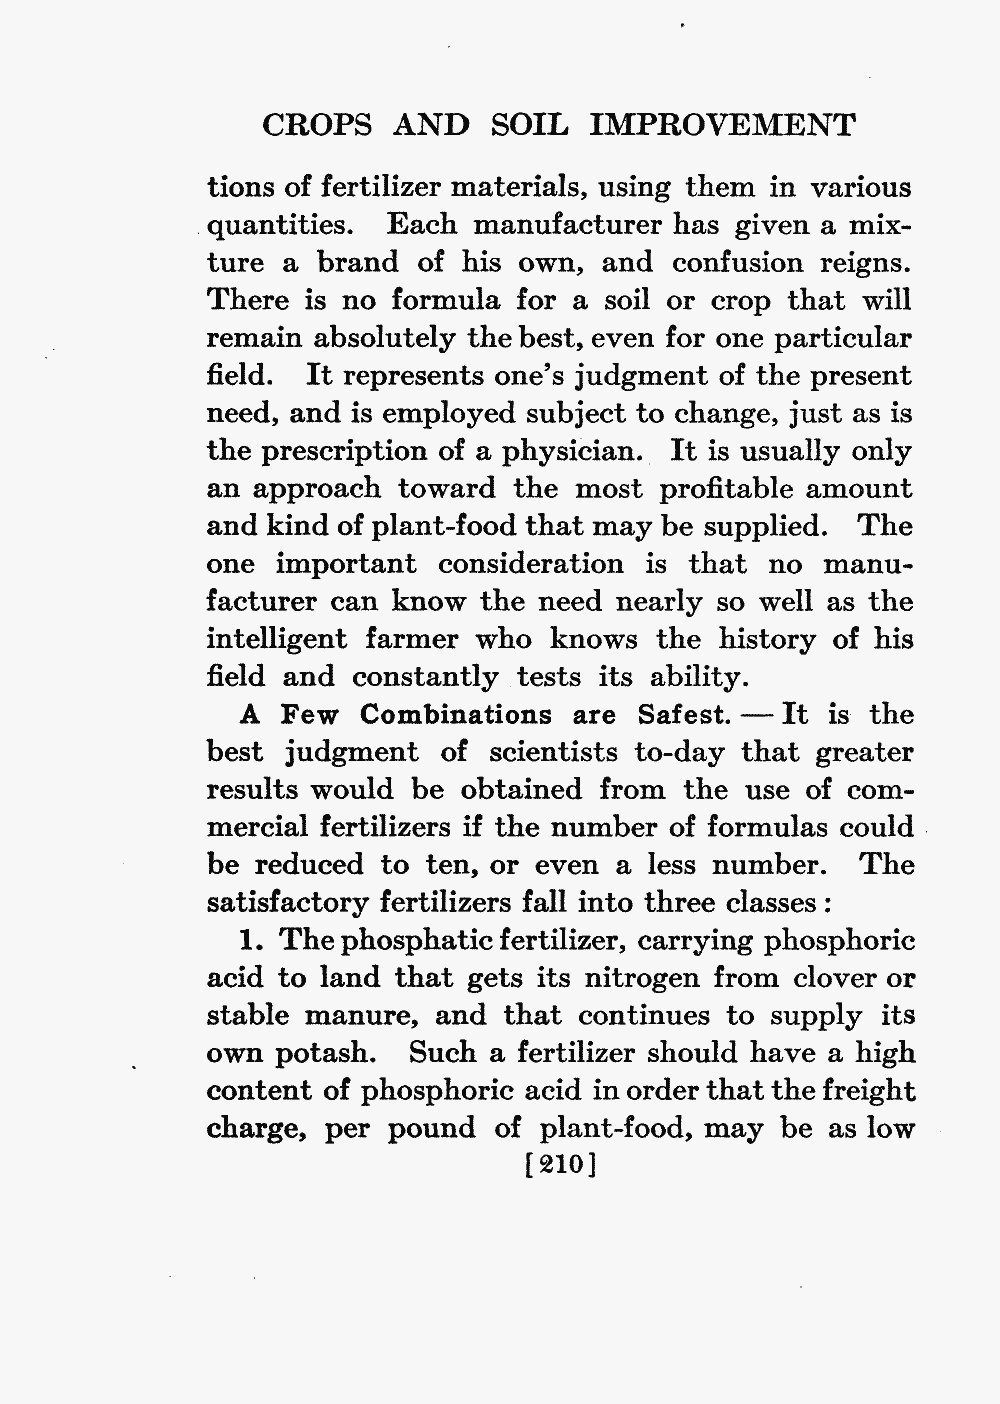 CROPS AND SOIL IMPROVEMENT
tions of fertilizer materials, using them in various
quantities. Each manufacturer has given a mix-
ture a brand of his own, and confusion reigns.
There is no formula for a soil or crop that will
remain absolutely the best, even for one particular
field. It represents one's judgment of the present
need, and is employed subject to change, just as is
the prescription of a physician. It is usually only
an approach toward the most profitable amount
and kind of plant-food that may be supplied. The
one important consideration is that no manu-
facturer can know the need nearly so well as the
intelligent farmer who knows the history of his
field and constantly tests its ability.
A Few Combinations are Safest. — It is the
best judgment of scientists to-day that greater
results would be obtained from the use of com-
mercial fertilizers if the number of formulas could
be reduced to ten, or even a less number. The
satisfactory fertilizers fall into three classes :
1. The phosphatic fertilizer, carrying phosphoric
acid to land that gets its nitrogen from clover or
stable manure, and that continues to supply its
own potash. Such a fertilizer should have a high
content of phosphoric acid in order that the freight
charge, per pound of plant-food, may be as low
[210]